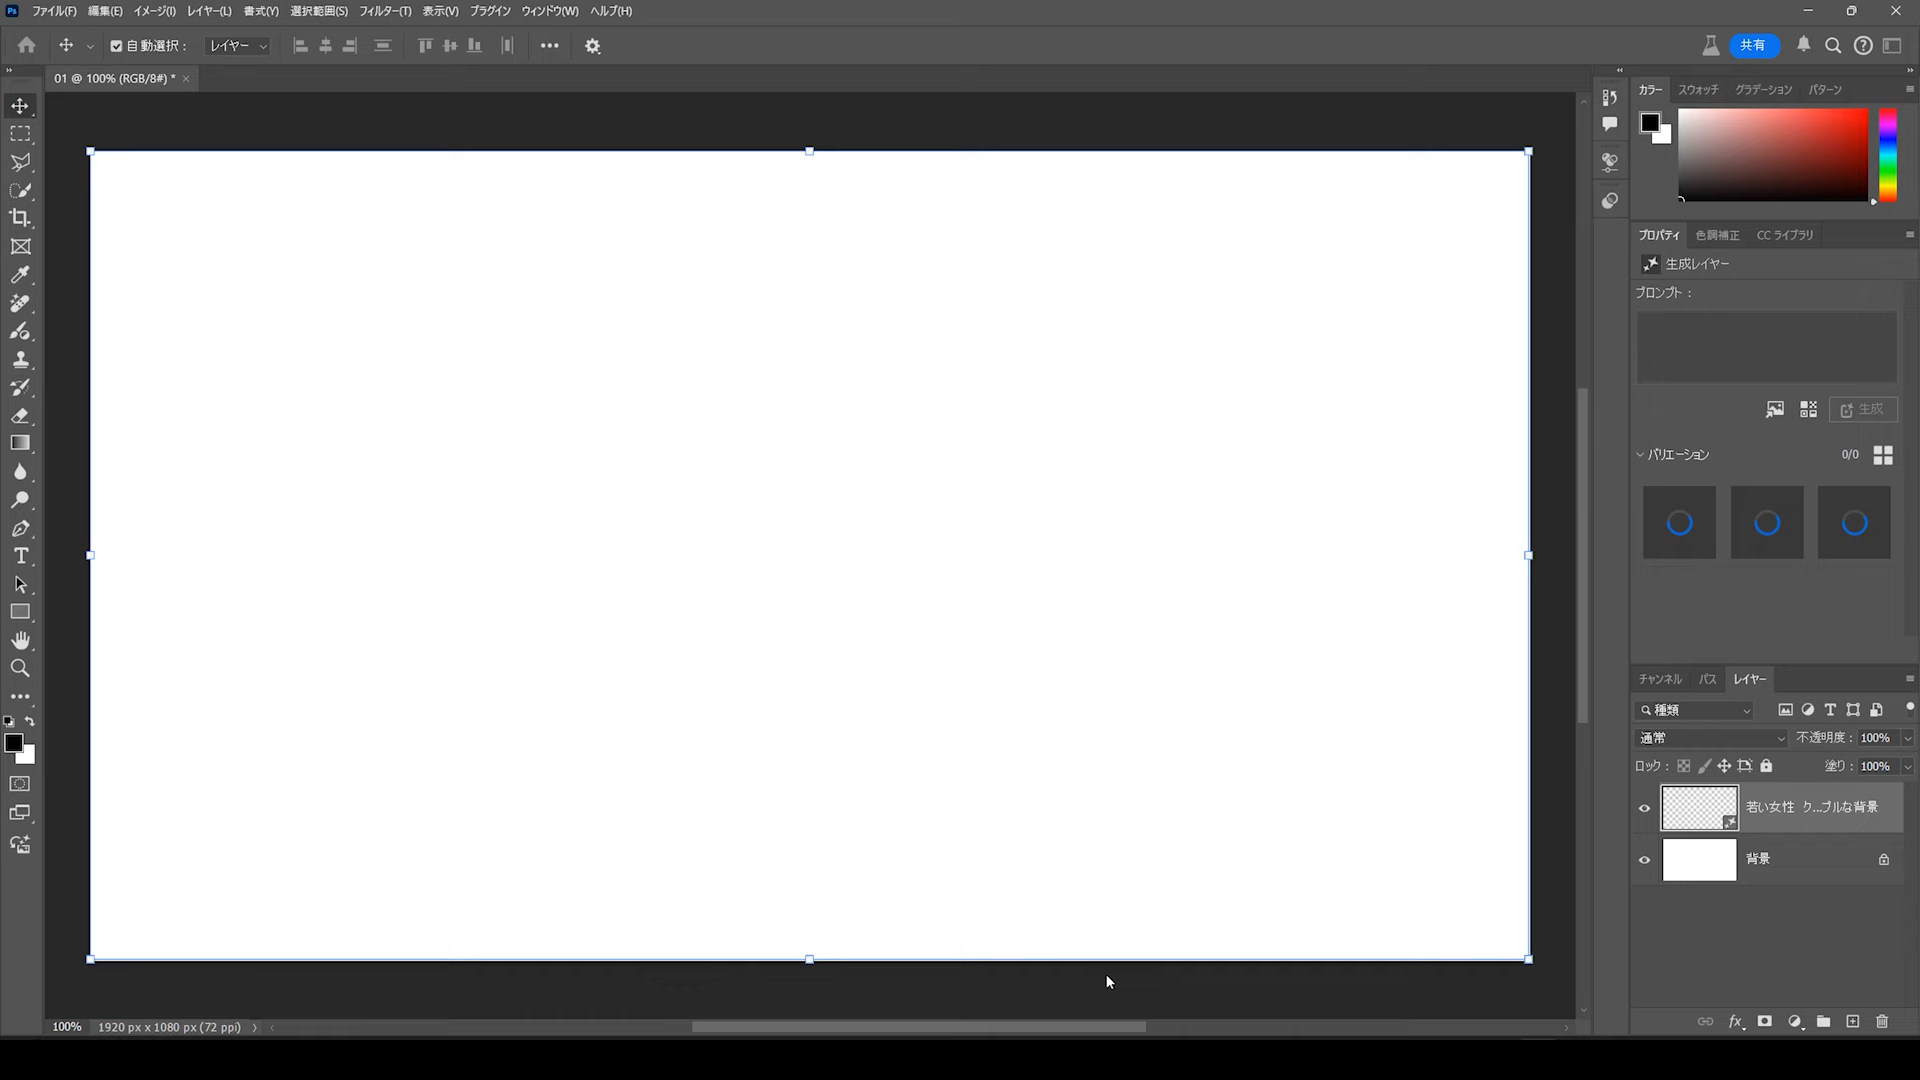 Ps ファイル(F) 編集(E) イメージ(I) レイヤー(L) 書式(Y) 選択範囲(S) フィルター(T) 表示(V) プラグイン ウィンドウ(W) ヘルプ(H)
自動選択： レイヤー 共有
01 @ 100% (RGB/8#) *
カラー スウォッチ グラデーション パターン
プロパティ 色調補正 CC ライブラリ
生成レイヤー
プロンプト：
生成
バリエーション 0/0
チャンネル パス レイヤー
種類
通常 不透明度： 100%
ロック： 塗り： 100%
若い女性 ク...プルな背景
背景
100% 1920 px x 1080 px (72 ppi)
fx